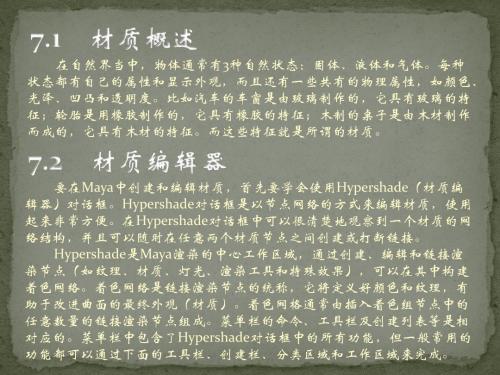 7.1 材质概述
在自然界当中，物体通常有3种自然状态：固体、液体和气体。每种
状态都有自己的属性和显示外观，而且还有一些共有的物理属性，如颜色、
光泽、凹凸和透明度。比如汽车的车窗是由玻璃制作的，它具有玻璃的特
征；轮胎是用橡胶制作的，它具有橡胶的特征；木制的桌子是由木材制作
而成的，它具有木材的特征。而这些特征就是所谓的材质。
7.2 材质编辑器
要在Maya中创建和编辑材质，首先要学会使用Hypershade（材质编
辑器）对话框。Hypershade对话框是以节点网络的方式来编辑材质，使用
起来非常方便。在Hypershade对话框中可以很清楚地观察到一个材质的网
络结构，并且可以随时在任意两个材质节点之间创建或打断链接。
Hypershade是Maya渲染的中心工作区域，通过创建、编辑和链接渲
染节点（如纹理、材质、灯光、渲染工具和特殊效果），可以在其中构建
着色网络。着色网络是链接渲染节点的统称，它将定义好颜色和纹理，有
助于改进曲面的最终外观（材质）。着色网络通常由插入着色组节点中的
任意数量的链接渲染节点组成。菜单栏的命令、工具栏及创建列表等是相
对应的。菜单栏中包含了Hypershade对话框中的所有功能，但一般常用的
功能都可以通过下面的工具栏、创建栏、分类区域和工作区域来完成。